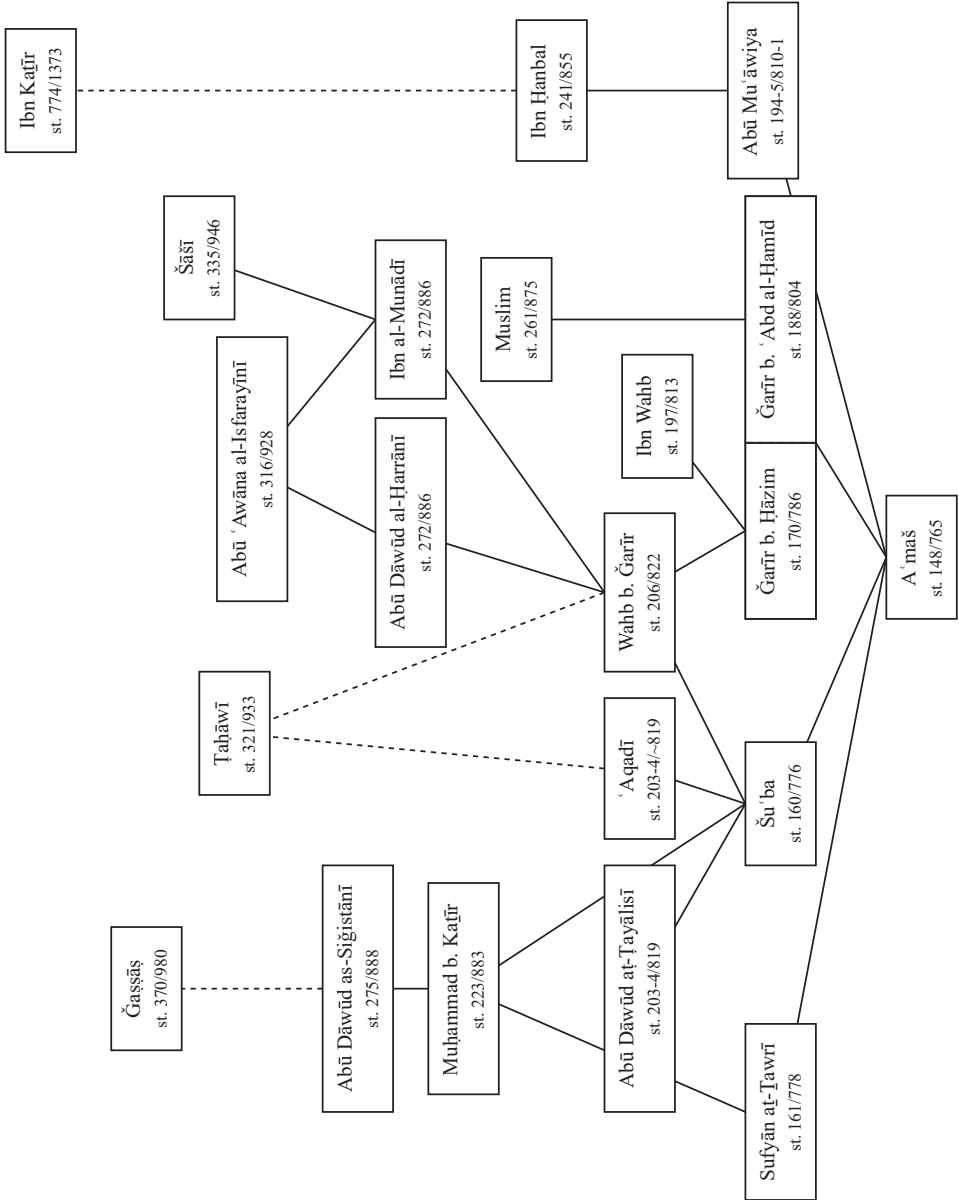 Ibn Kaṯīr
st. 774/1373
Ğaṣṣāṣ
st. 370/980
Šāšī
st. 335/946
Ṭaḥāwī
st. 321/933
Abū ʿAwāna al-Isfarayīnī
st. 316/928
Abū Dāwūd as-Siğistānī
st. 275/888
Abū Dāwūd al-Ḥarrānī
st. 272/886
Ibn al-Munādī
st. 272/886
Muḥammad b. Kaṯīr
st. 223/883
Muslim
st. 261/875
Ibn Ḥanbal
st. 241/855
Abū Dāwūd aṭ-Ṭayālisī
st. 203-4/819
ʿAqadī
st. 203-4/~819
Wahb b. Ğarīr
st. 206/822
Ibn Wahb
st. 197/813
Abū Muʿāwiya
st. 194-5/810-1
Sufyān aṯ-Ṯawrī
st. 161/778
Šuʿba
st. 160/776
Ğarīr b. Ḥāzim
st. 170/786
Ğarīr b. ʿAbd al-Ḥamīd
st. 188/804
Aʿmaš
st. 148/765